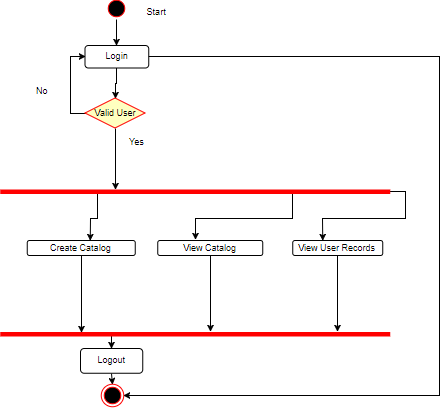 Start
Login
No
Valid User
Yes
Create Catalog
View Catalog
View User Records
Logout